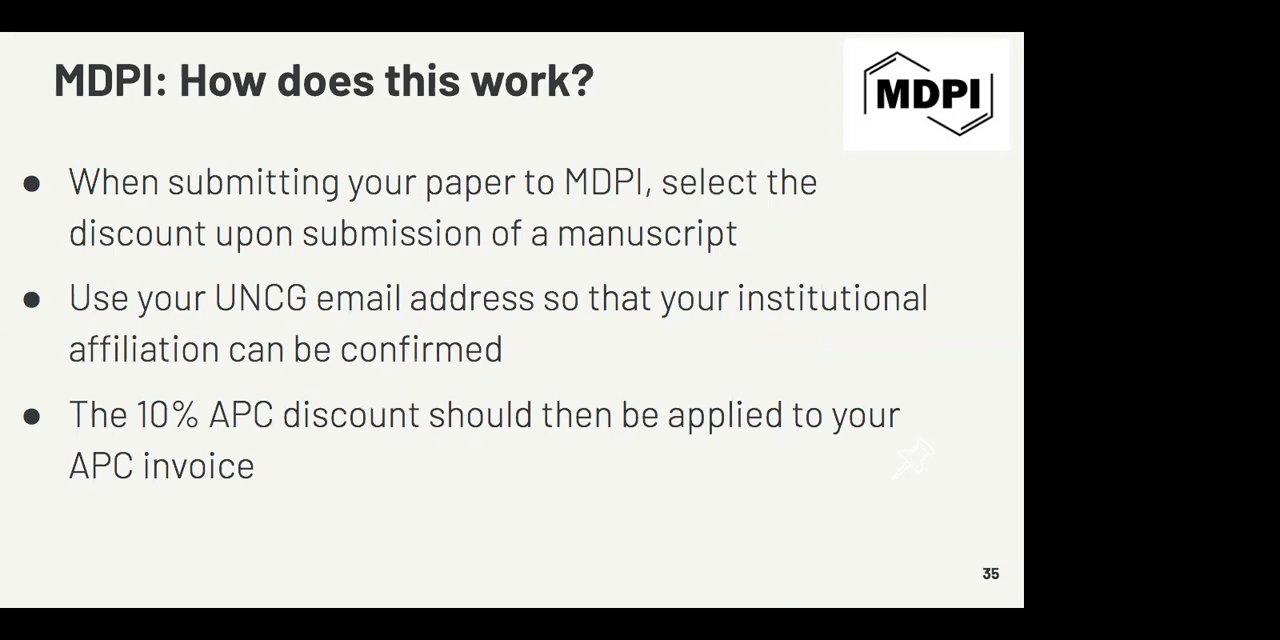 MDPI: How does this work?
MDPI
● When submitting your paper to MDPI, select the
discount upon submission of a manuscript
● Use your UNCG email address so that your institutional
affiliation can be confirmed
● The 10% APC discount should then be applied to your
APC invoice
35